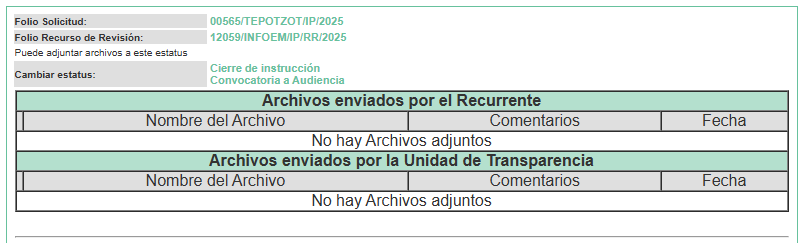 Folio Solicitud: 00565/TEPOTZOT/IP/2025
Folio Recurso de Revisión: 12059/INFOEM/IP/RR/2025
Puede adjuntar archivos a este estatus
Cambiar estatus: Cierre de instrucción
Convocatoria a Audiencia
Archivos enviados por el Recurrente
Nombre del Archivo Comentarios Fecha
No hay Archivos adjuntos
Archivos enviados por la Unidad de Transparencia
Nombre del Archivo Comentarios Fecha
No hay Archivos adjuntos